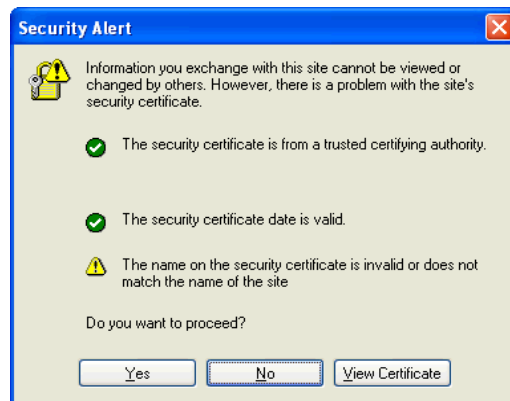 Security Alert
Information you exchange with this site cannot be viewed or
changed by others. However, there is a problem with the site's
security certificate.
The security certificate is from a trusted certifying authority.
The security certificate date is valid.
The name on the security certificate is invalid or does not
match the name of the site
Do you want to proceed?
Yes No View Certificate